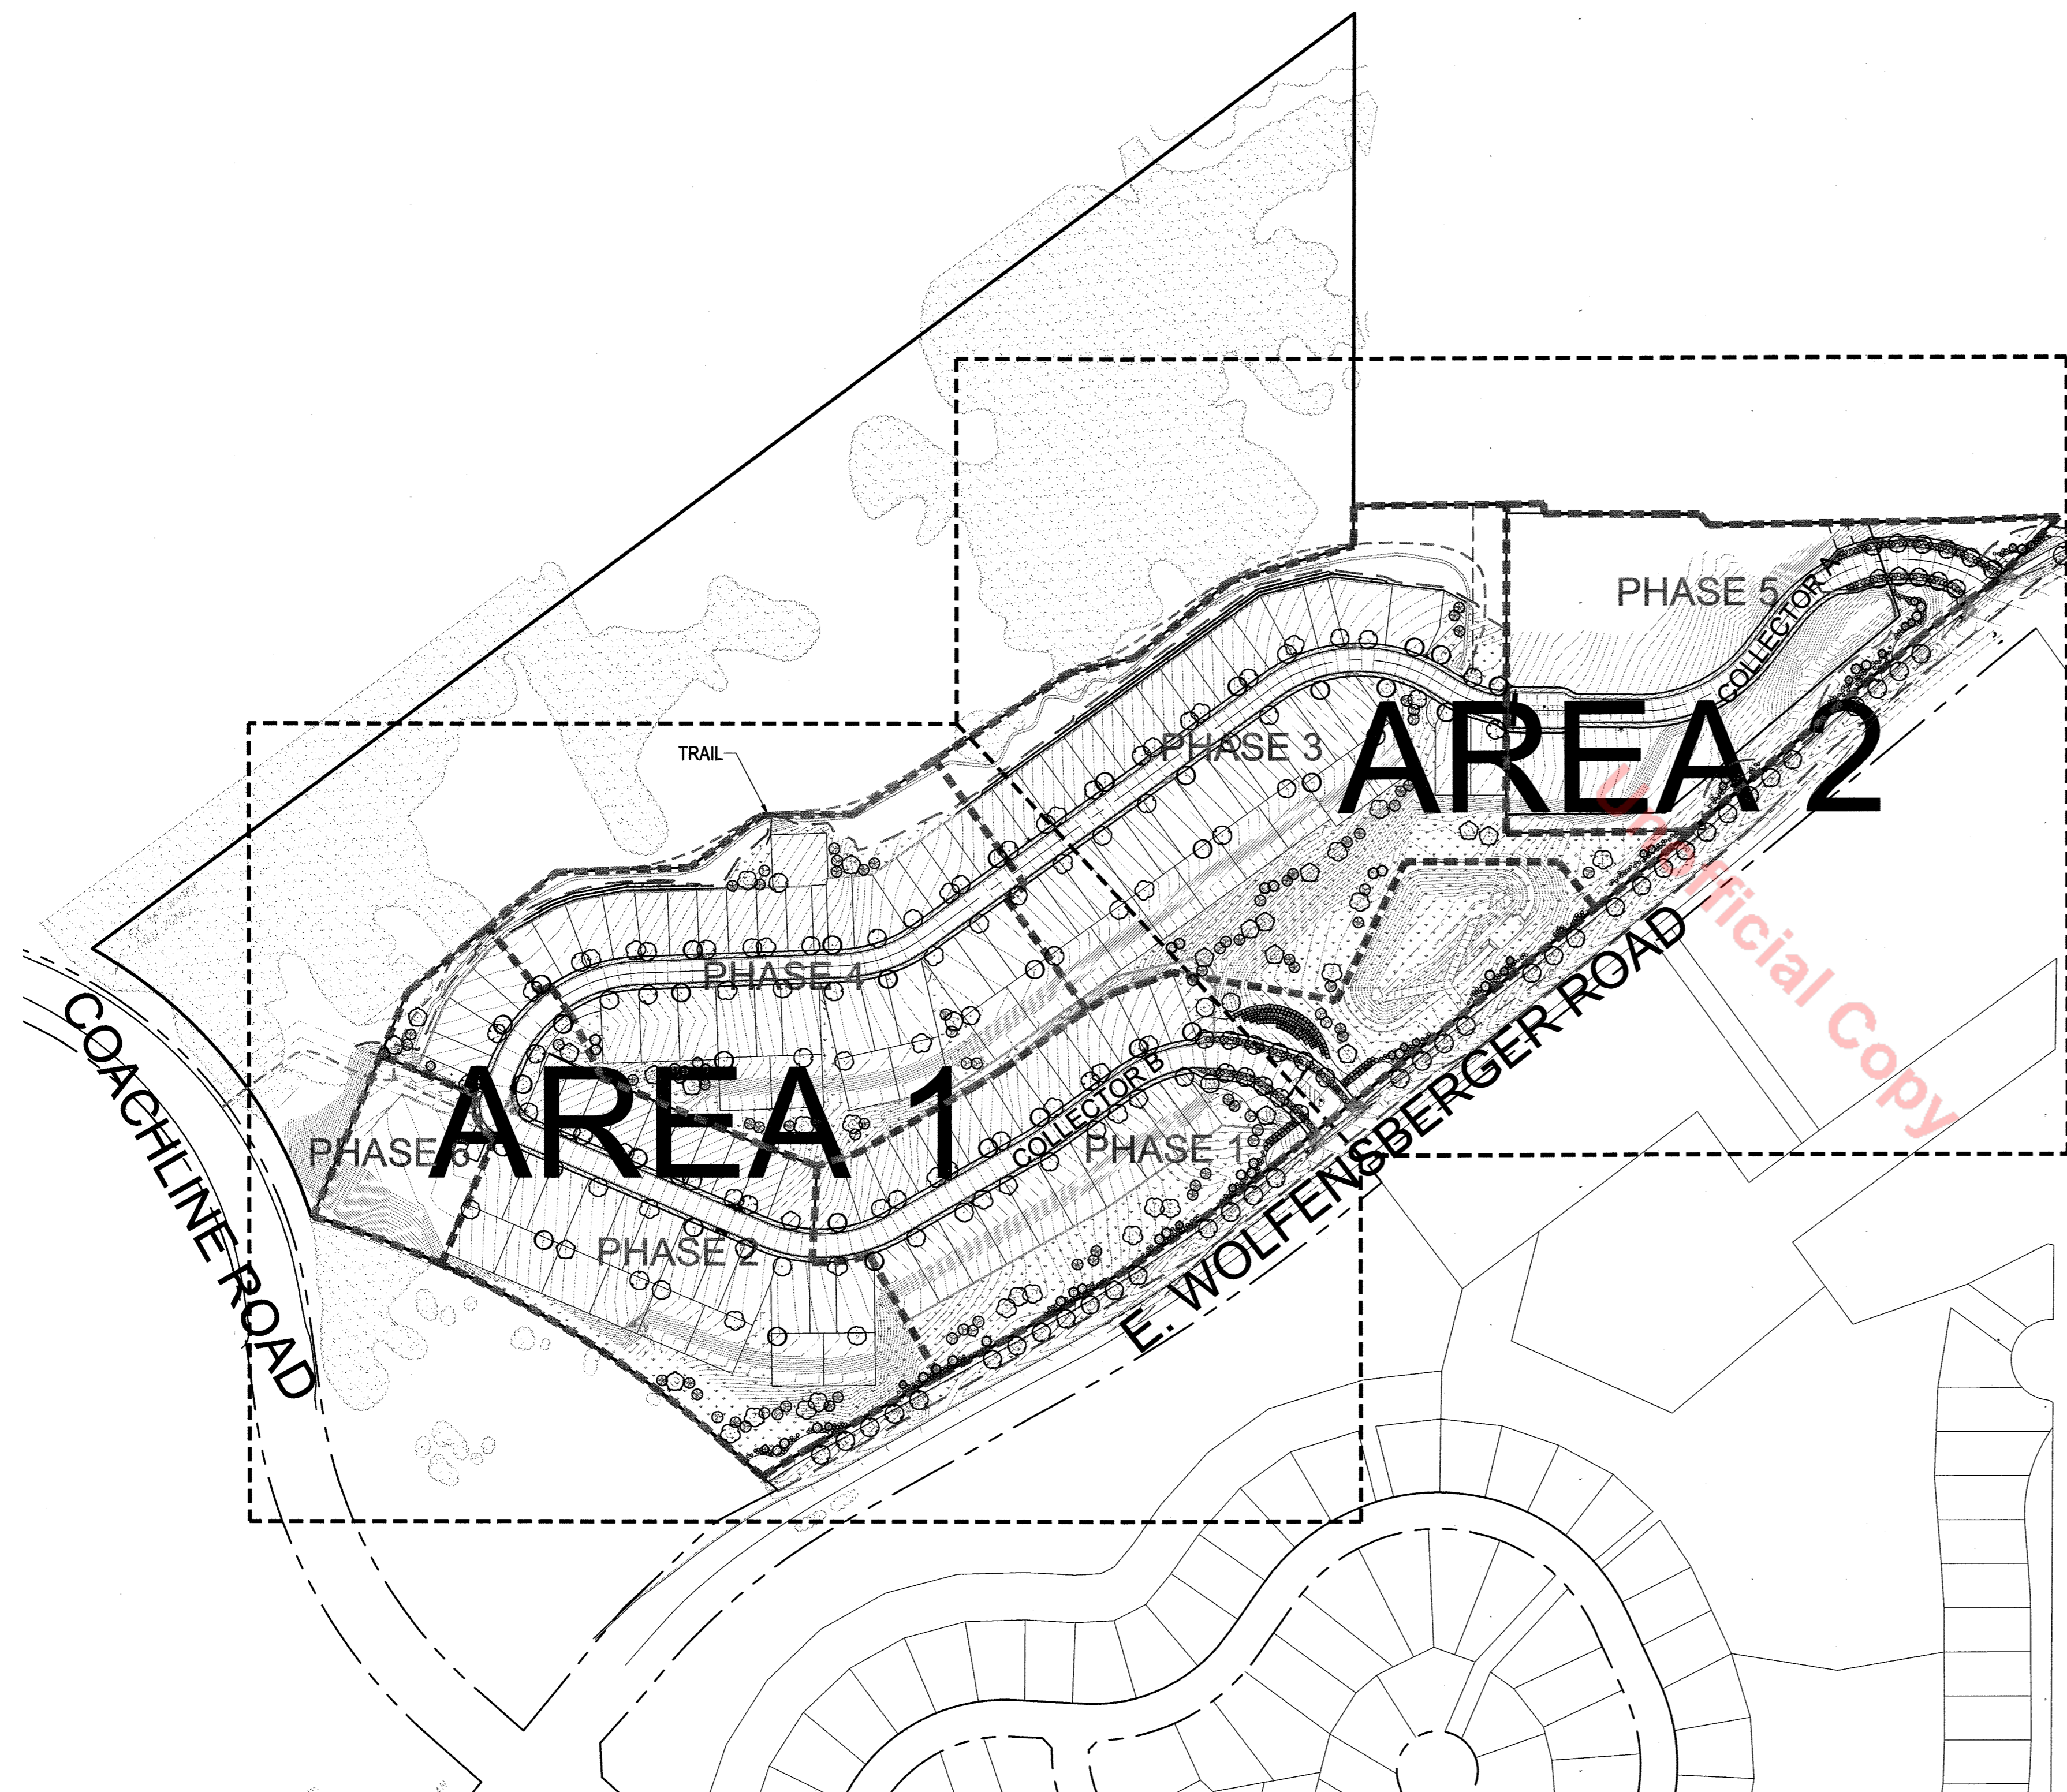 PHASE 5
COLLECTOR A
TRAIL
PHASE 3
AREA 2
PHASE 4
Unofficial Copy
COACHLINE ROAD
AREA 1
PHASE 6
COLLECTOR B
PHASE 1
E. WOLFENSBERGER ROAD
PHASE 2